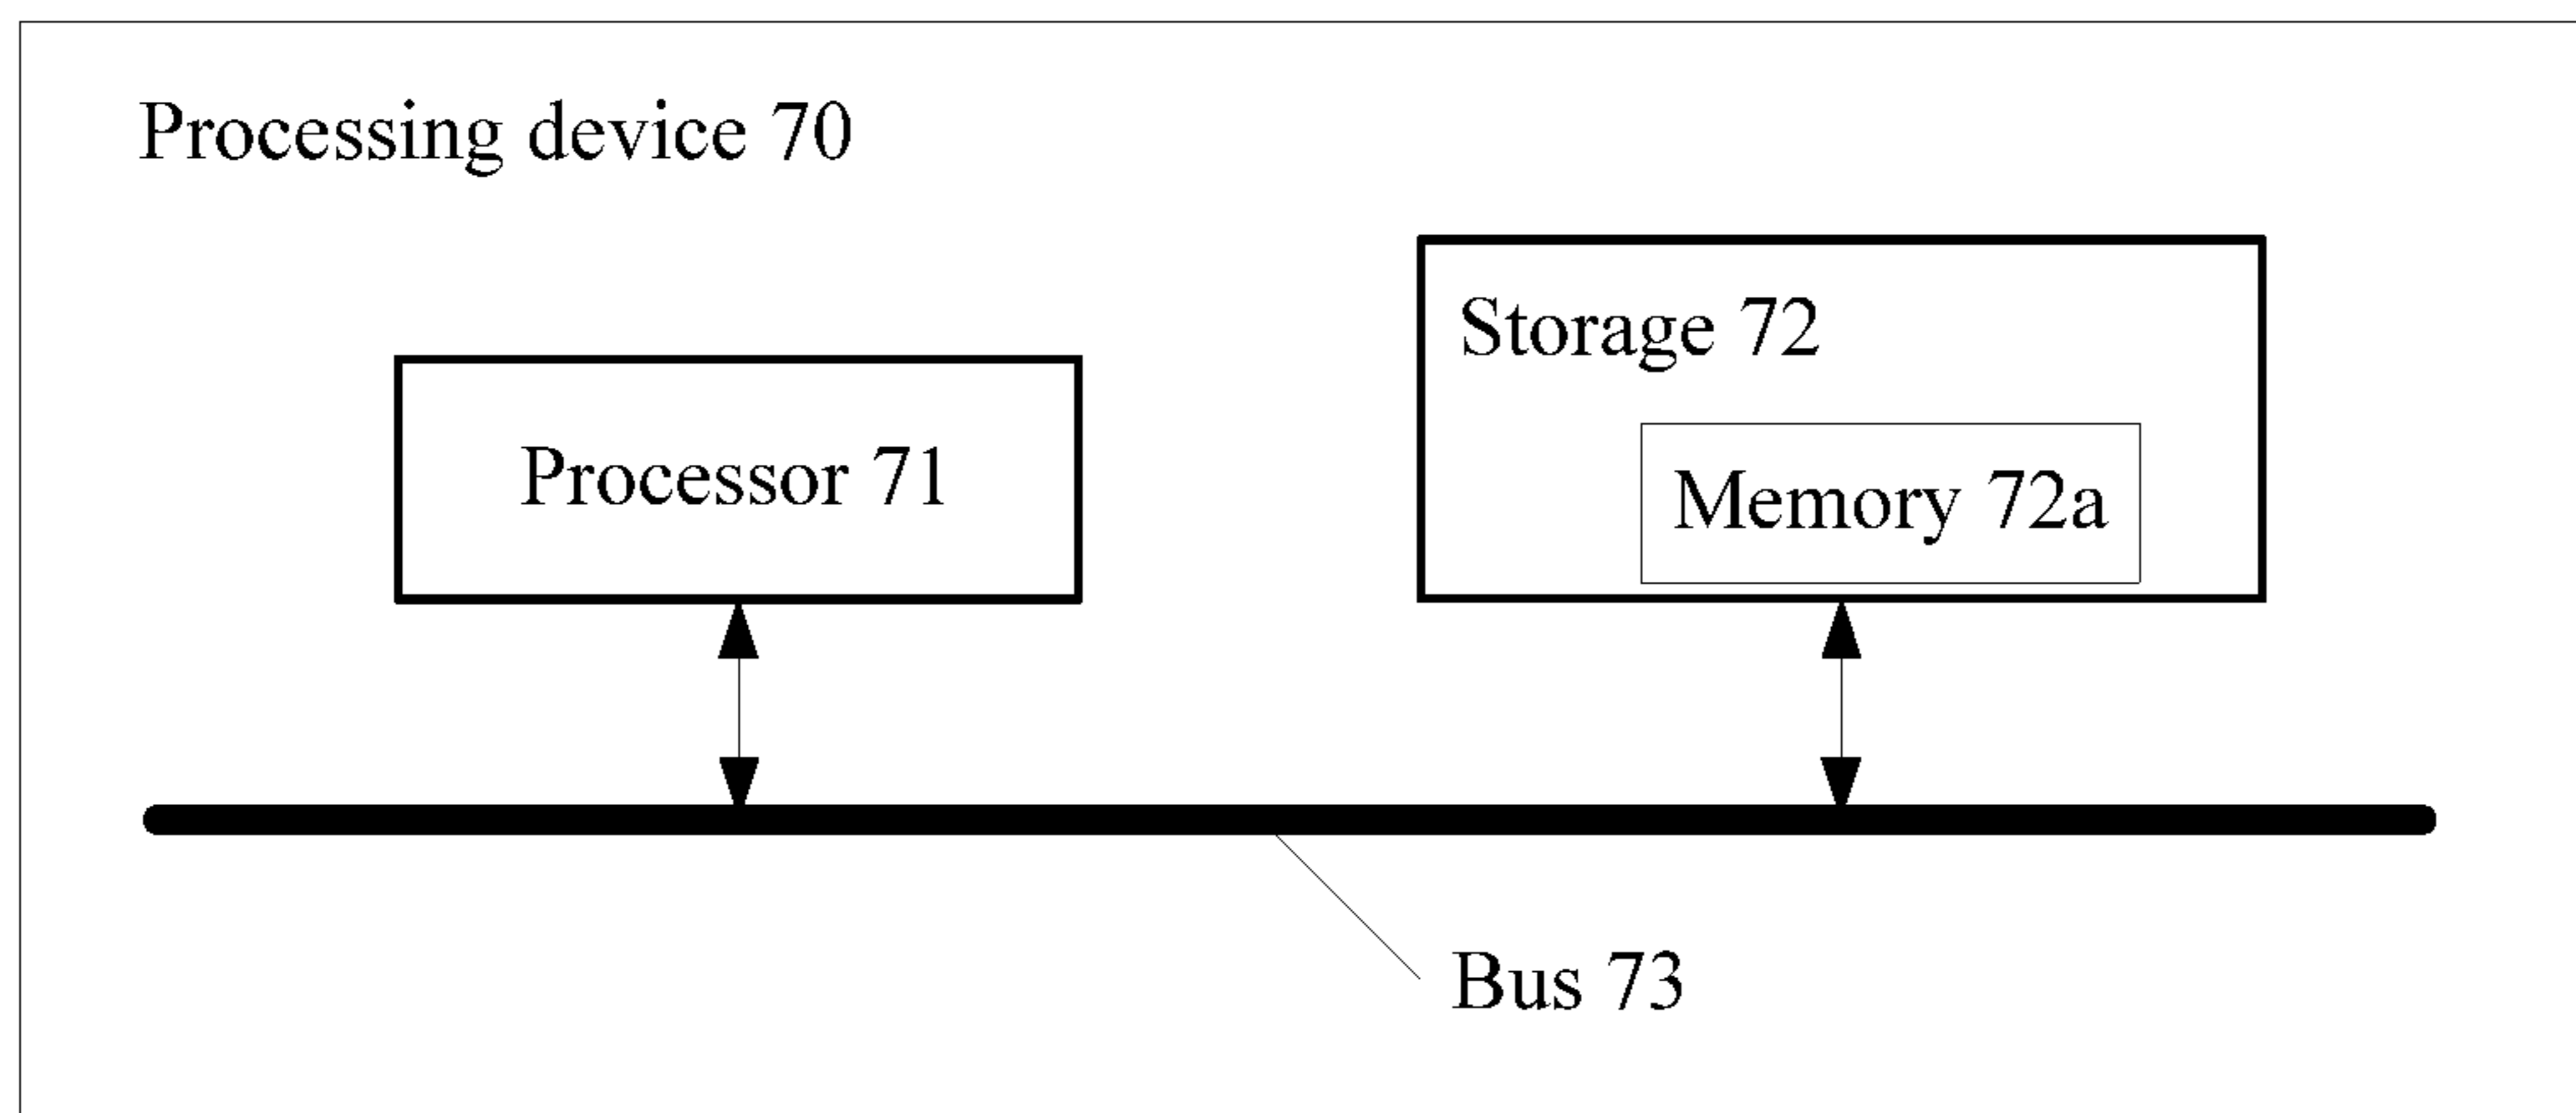 Processing device 70
Storage 72
Processor 71
Memory 72a
Bus 73